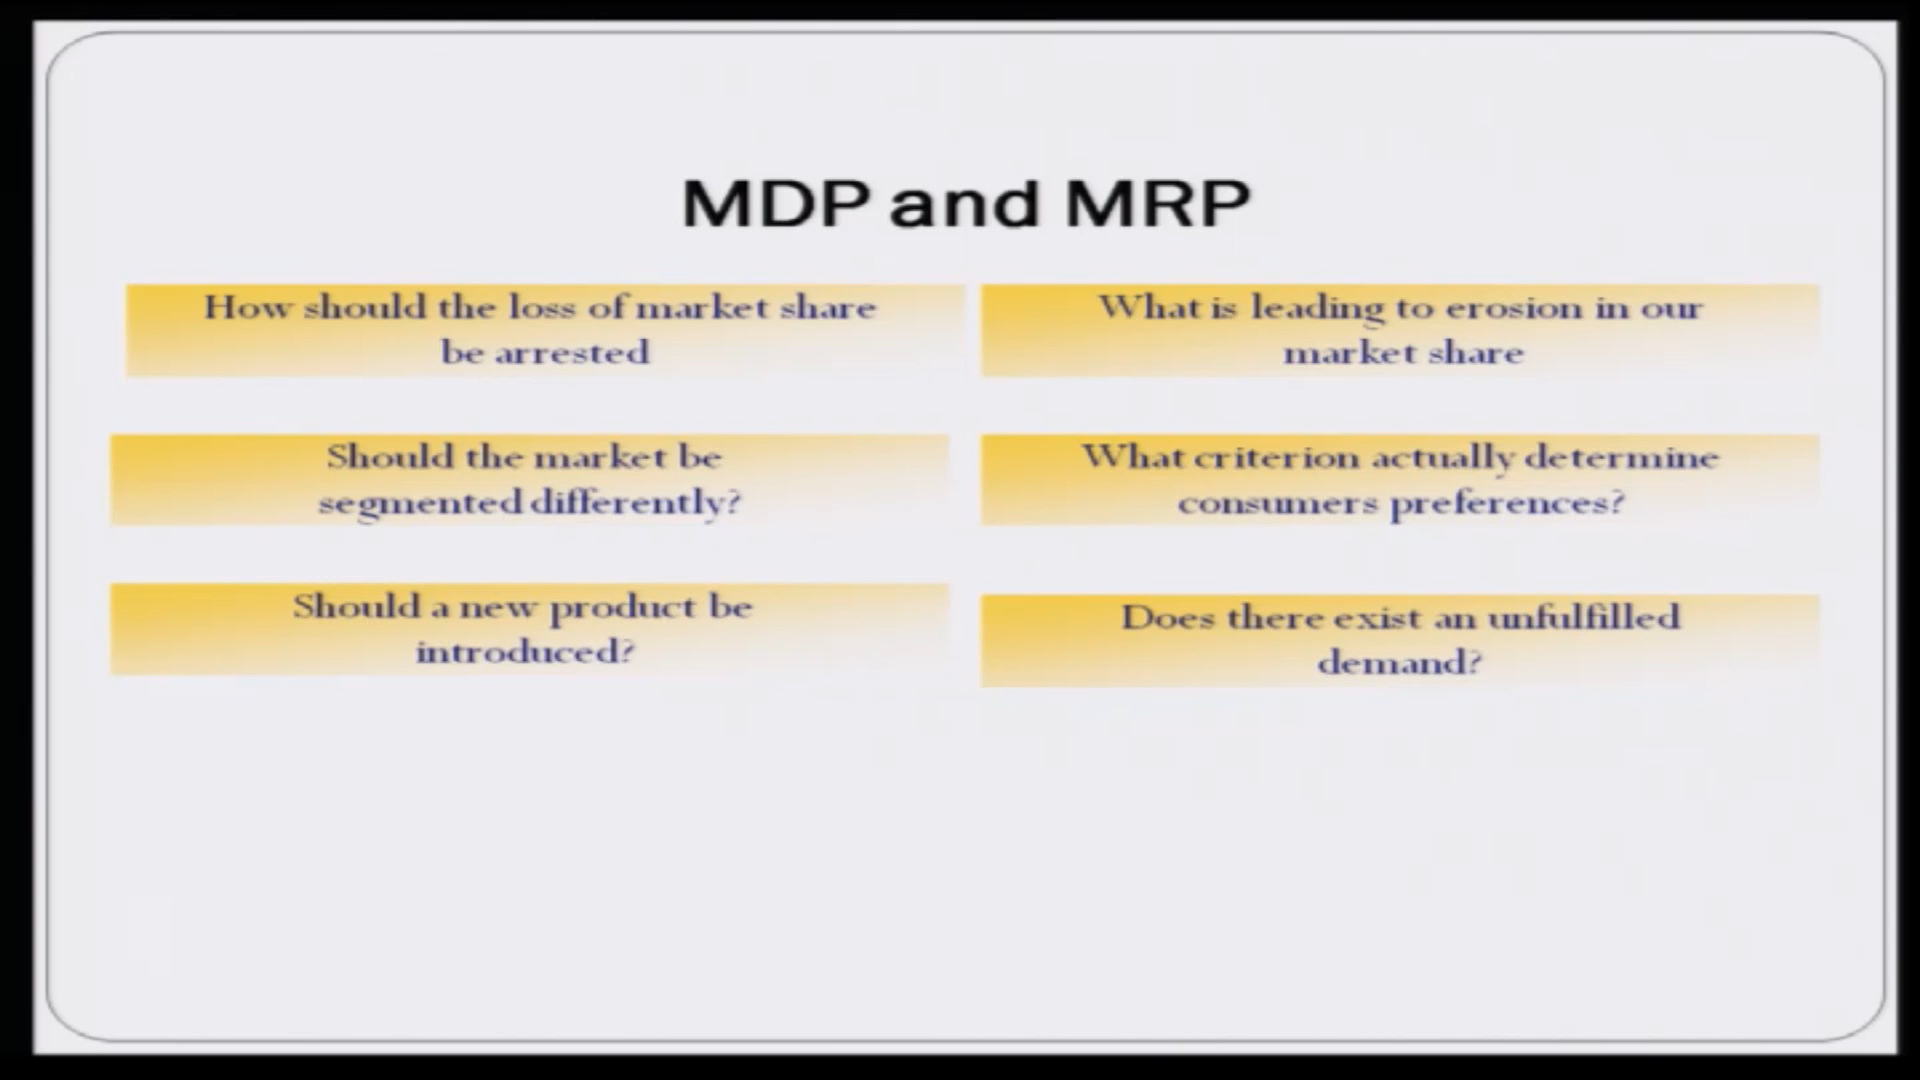 MDP and MRP
How should the loss of market share
be arrested
What is leading to erosion in our
market share
Should the market be
segmented differently?
What criterion actually determine
consumers preferences?
Should a new product be
introduced?
Does there exist an unfulfilled
demand?